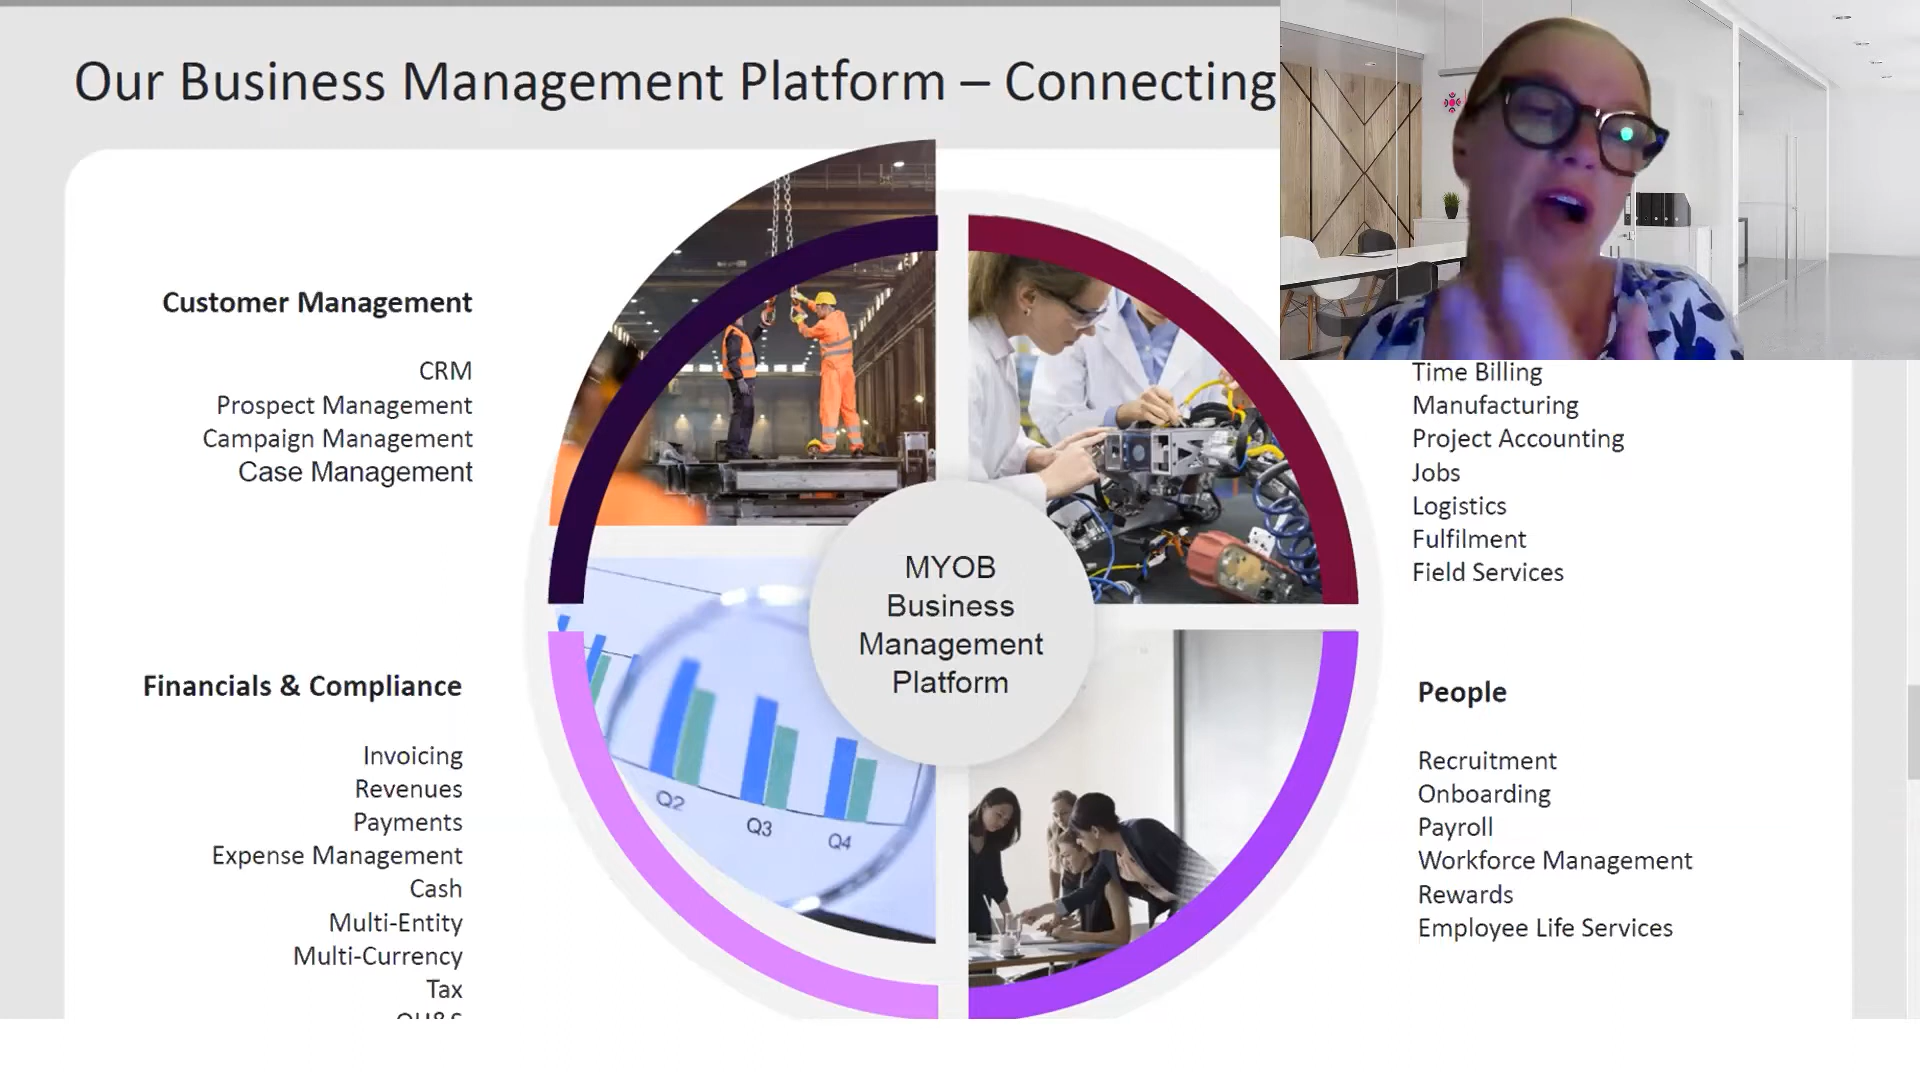 Our Business Management Platform – Connecting
Customer Management
CRM
Prospect Management
Campaign Management
Case Management
Financials & Compliance
Invoicing
Revenues
Payments
Expense Management
Cash
Multi-Entity
Multi-Currency
Tax
MYOB
Business
Management
Platform
Q2
Q3
Q4
Time Billing
Manufacturing
Project Accounting
Jobs
Logistics
Fulfilment
Field Services
People
Recruitment
Onboarding
Payroll
Workforce Management
Rewards
Employee Life Services